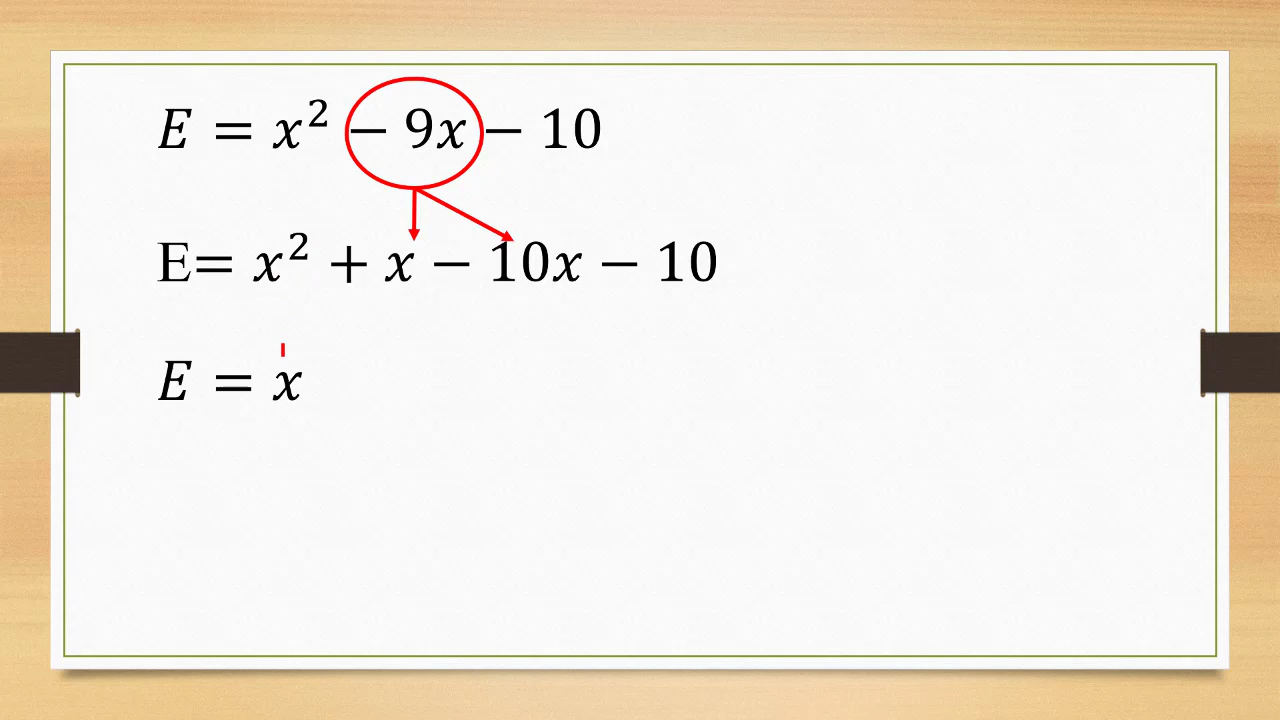 E = x² − 9x − 10
E= x² + x − 10x − 10
E = x